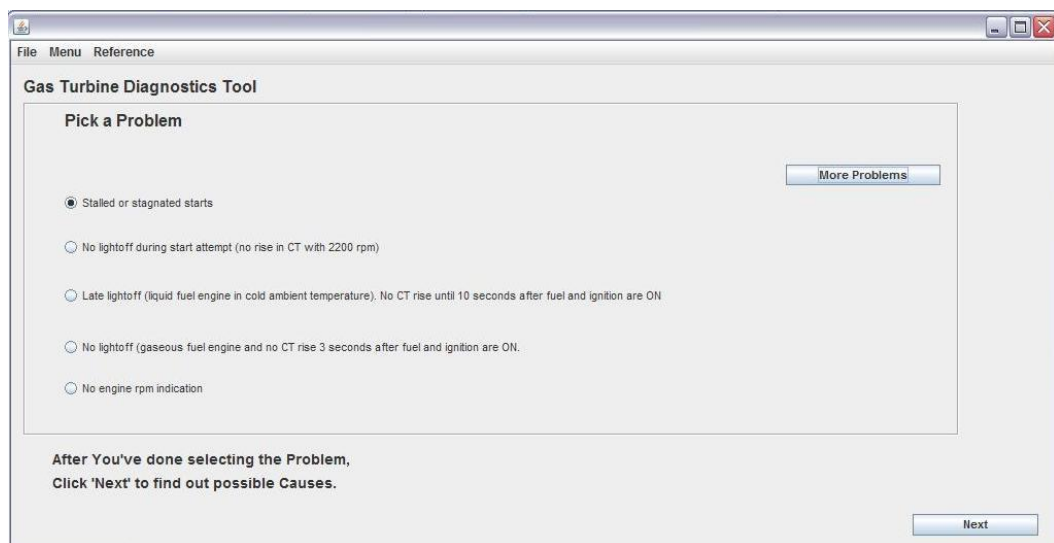 File Menu Reference
Gas Turbine Diagnostics Tool
Pick a Problem
More Problems
Stalled or stagnated starts
No lightoff during start attempt (no rise in CT with 2200 rpm)
Late lightoff (liquid fuel engine in cold ambient temperature). No CT rise until 10 seconds after fuel and ignition are ON
No lightoff (gaseous fuel engine and no CT rise 3 seconds after fuel and ignition are ON.
No engine rpm indication
After You've done selecting the Problem,
Click 'Next' to find out possible Causes.
Next